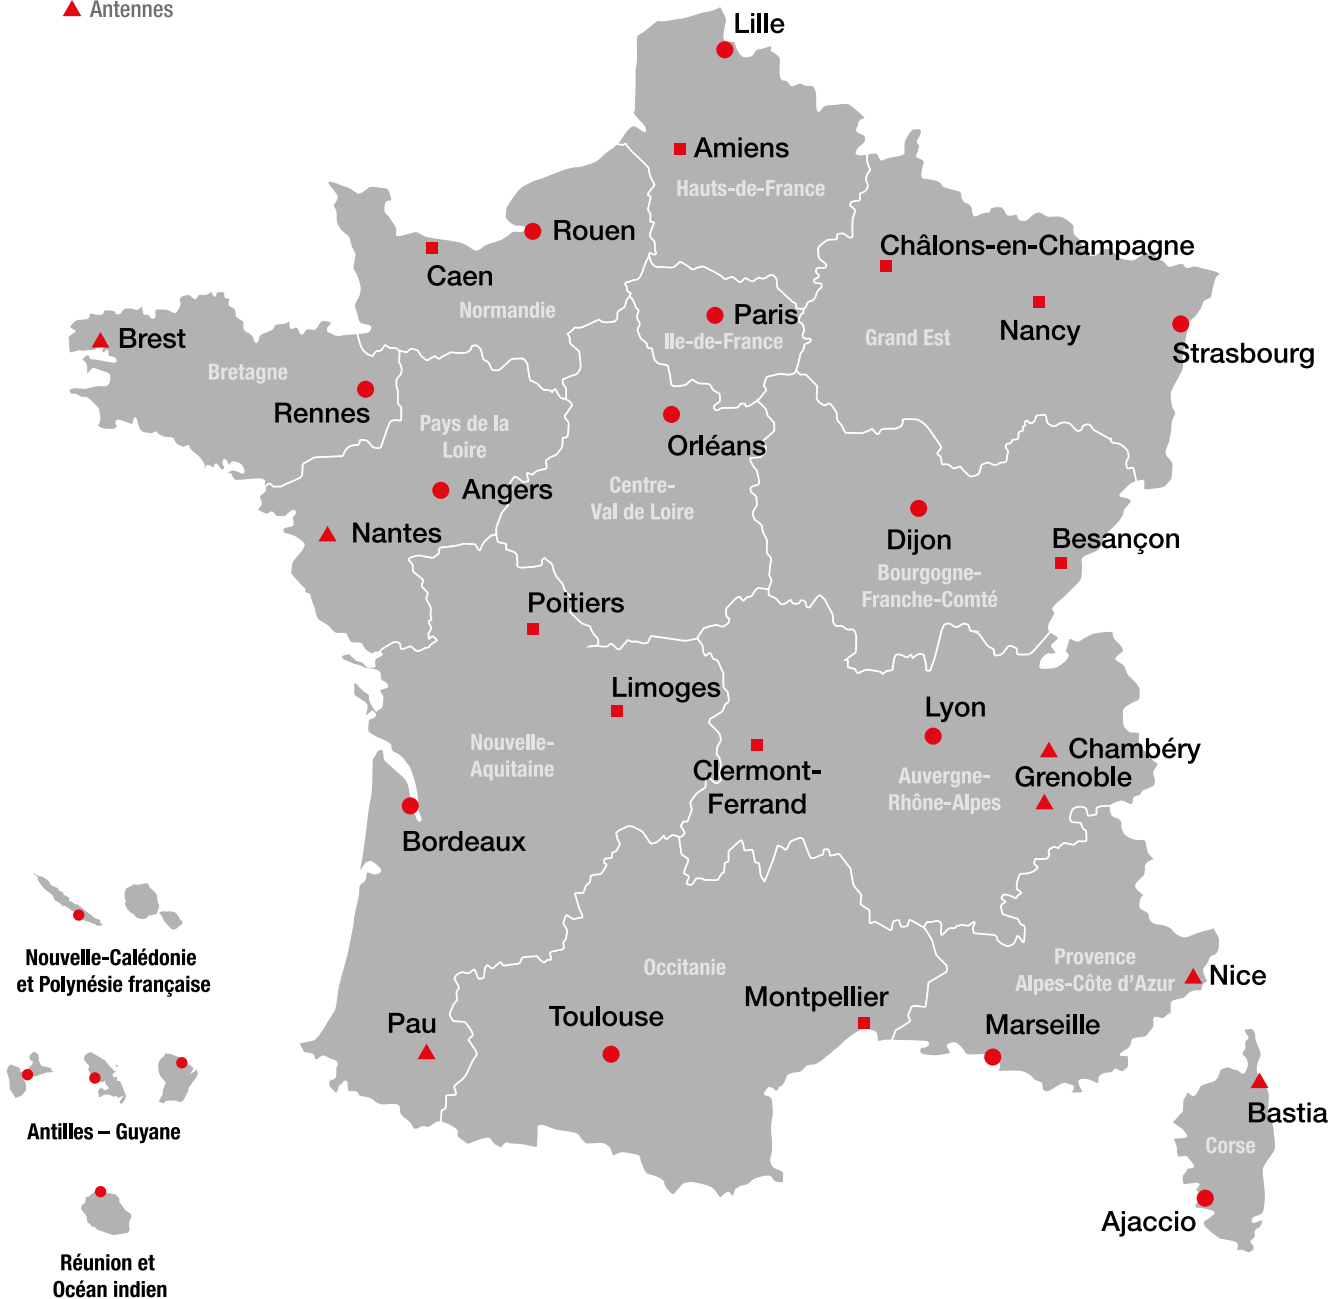 Antennes
Lille
Amiens
Hauts-de-France
Rouen
Caen
Normandie
Châlons-en-Champagne
Nancy
Grand Est
Strasbourg
Paris
Ile-de-France
Brest
Bretagne
Rennes
Pays de la
Loire
Angers
Nantes
Orléans
Centre-
Val de Loire
Dijon
Besançon
Bourgogne-
Franche-Comté
Poitiers
Limoges
Nouvelle-
Aquitaine
Bordeaux
Clermont-
Ferrand
Lyon
Chambéry
Grenoble
Auvergne-
Rhône-Alpes
Nouvelle-Calédonie
et Polynésie française
Occitanie
Pau
Toulouse
Montpellier
Provence
Alpes-Côte d'Azur
Nice
Marseille
Antilles – Guyane
Bastia
Corse
Ajaccio
Réunion et
Océan indien